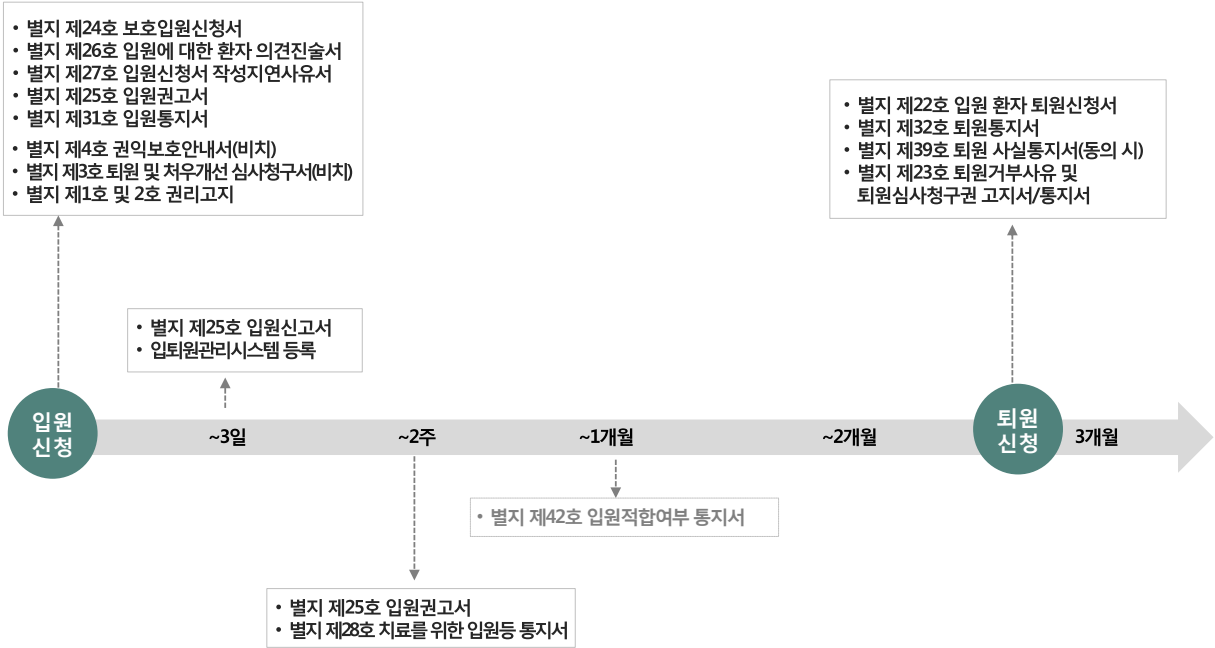 • 별지 제24호 보호입원신청서
• 별지 제26호 입원에 대한 환자 의견진술서
• 별지 제27호 입원신청서 작성지연사유서
• 별지 제25호 입원권고서
• 별지 제31호 입원통지서
• 별지 제4호 권익보호안내서(비치)
• 별지 제3호 퇴원 및 처우개선 심사청구서(비치)
• 별지 제1호 및 2호 권리고지
• 별지 제22호 입원 환자 퇴원신청서
• 별지 제32호 퇴원통지서
• 별지 제39호 퇴원 사실통지서(동의 시)
• 별지 제23호 퇴원거부사유 및
퇴원심사청구권 고지서/통지서
• 별지 제25호 입원신고서
• 입퇴원관리시스템 등록
입원
신청
~3일
~2주
~1개월
~2개월
퇴원
신청
3개월
• 별지 제42호 입원적합여부 통지서
• 별지 제25호 입원권고서
• 별지 제28호 치료를 위한 입원등 통지서